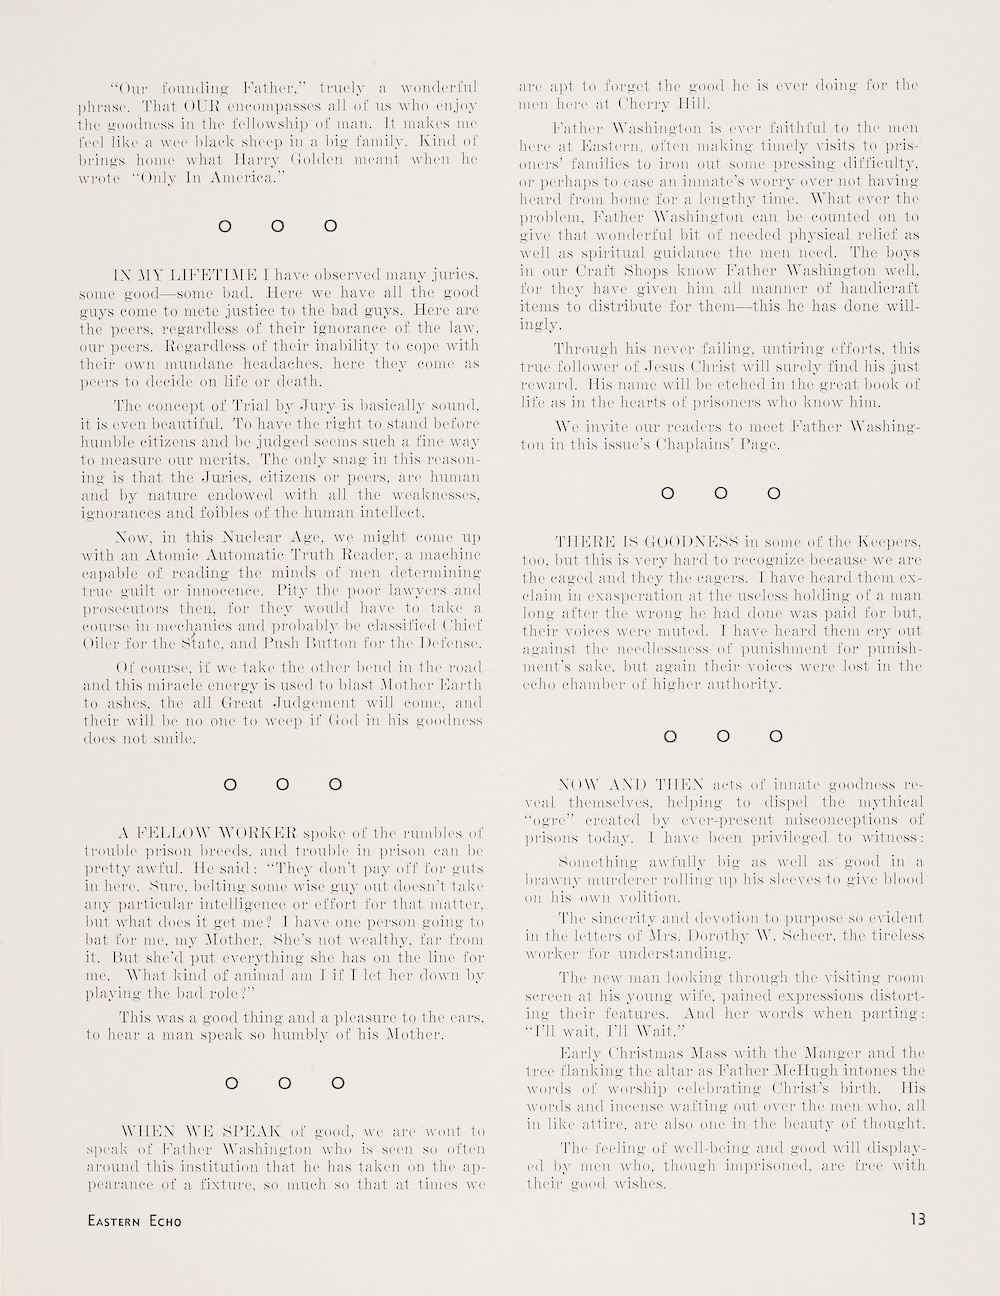 "Our founding Father," truely a wonderful
phrase. That OUR encompasses all of us who enjoy
the goodness in the fellowship of man. It makes me
feel like a wee black sheep in a big family. Kind of
brings home what Harry Golden meant when he
wrote "Only In America."
O O O
IN MY LIFETIME I have observed many juries,
some good—some bad. Here we have all the good
guys come to mete justice to the bad guys. Here are
the peers, regardless of their ignorance of the law,
our peers. Regardless of their inability to cope with
their own mundane headaches, here they come as
peers to decide on life or death.
The concept of Trial by Jury is basically sound,
it is even beautiful. To have the right to stand before
humble citizens and be judged seems such a fine way
to measure our merits. The only snag in this reason-
ing is that the Juries, citizens or peers, are human
and by nature endowed with all the weaknesses,
ignorances and foibles of the human intellect.
Now, in this Nuclear Age, we might come up
with an Atomic Automatic Truth Reader, a machine
capable of reading the minds of men determining
true guilt or innocence. Pity the poor lawyers and
prosecutors then, for they would have to take a
course in mechanics and probably be classified Chief
Oiler for the State, and Push Button for the Defense.
Of course, if we take the other bend in the road
and this miracle energy is used to blast Mother Earth
to ashes, the all Great Judgement will come, and
their will be no one to weep if God in his goodness
does not smile.
O O O
A FELLOW WORKER spoke of the rumbles of
trouble prison breeds, and trouble in prison can be
pretty awful. He said: "They don't pay off for guts
in here. Sure, belting some wise guy out doesn't take
any particular intelligence or effort for that matter,
but what does it get me? I have one person going to
bat for me, my Mother. She's not wealthy, far from
it. But she'd put everything she has on the line for
me. What kind of animal am I if I let her down by
playing the bad role?"
This was a good thing and a pleasure to the ears,
to hear a man speak so humbly of his Mother.
O O O
WHEN WE SPEAK of good, we are wont to
speak of Father Washington who is seen so often
around this institution that he has taken on the ap-
pearance of a fixture, so much so that at times we
are apt to forget the good he is ever doing for the
men here at Cherry Hill.
Father Washington is ever faithful to the men
here at Eastern, often making timely visits to pris-
oners' families to iron out some pressing difficulty,
or perhaps to ease an inmate's worry over not having
heard from home for a lengthy time. What ever the
problem, Father Washington can be counted on to
give that wonderful bit of needed physical relief as
well as spiritual guidance the men need. The boys
in our Craft Shops know Father Washington well,
for they have given him all manner of handicraft
items to distribute for them—this he has done will-
ingly.
Through his never failing, untiring efforts, this
true follower of Jesus Christ will surely find his just
reward. His name will be etched in the great book of
life as in the hearts of prisoners who know him.
We invite our readers to meet Father Washing-
ton in this issue's Chaplains' Page.
O O O
THERE IS GOODNESS in some of the Keepers,
too, but this is very hard to recognize because we are
the caged and they the cagers. I have heard them ex-
claim in exasperation at the useless holding of a man
long after the wrong he had done was paid for but,
their voices were muted. I have heard them cry out
against the needlessness of punishment for punish-
ment's sake, but again their voices were lost in the
echo chamber of higher authority.
O O O
NOW AND THEN acts of innate goodness re-
veal themselves, helping to dispel the mythical
"ogre" created by ever-present misconceptions of
prisons today. I have been privileged to witness:
Something awfully big as well as good in a
brawny murderer rolling up his sleeves to give blood
on his own volition.
The sincerity and devotion to purpose so evident
in the letters of Mrs. Dorothy W. Scheer, the tireless
worker for understanding.
The new man looking through the visiting room
screen at his young wife, pained expressions distort-
ing their features. And her words when parting:
"I'll wait, I'll Wait."
Early Christmas Mass with the Manger and the
tree flanking the altar as Father McHugh intones the
words of worship celebrating Christ's birth. His
words and incense wafting out over the men who, all
in like attire, are also one in the beauty of thought.
The feeling of well-being and good will display-
ed by men who, though imprisoned, are free with
their good wishes.
EASTERN ECHO
13